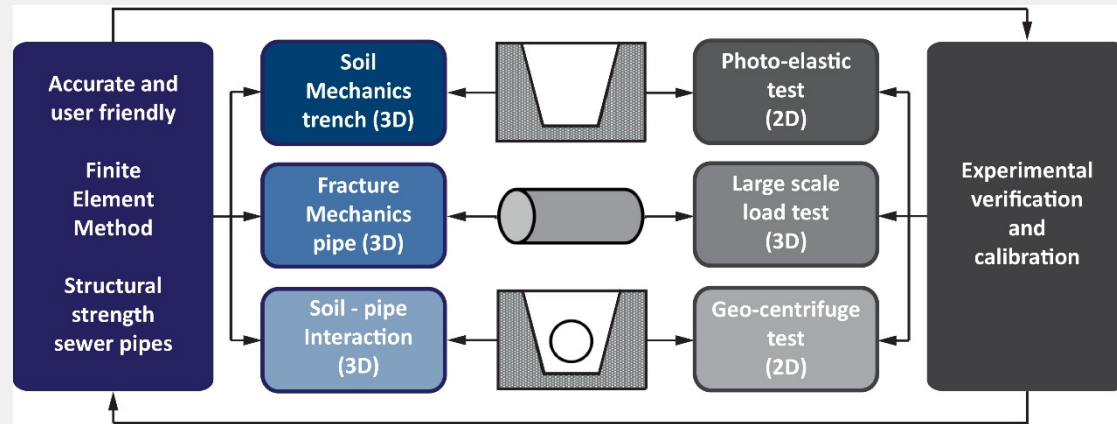 Accurate and
user friendly
Finite
Element
Method
Structural
strength
sewer pipes
Soil
Mechanics
trench (3D)
Fracture
Mechanics
pipe (3D)
Soil - pipe
Interaction
(3D)
Photo-elastic
test
(2D)
Large scale
load test
(3D)
Geo-centrifuge
test
(2D)
Experimental
verification
and
calibration